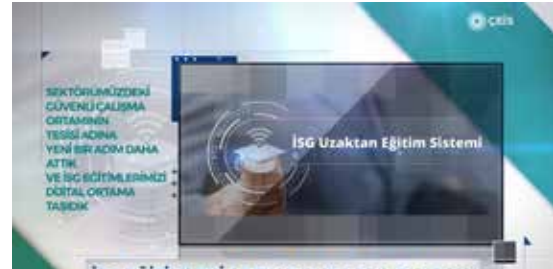 ÇEİS
SEKTÖRÜMÜZDEKİ
GÜVENLİ ÇALIŞMA
ORTAMININ
TESİSİ ADINA
YENİ BİR ADIM DAHA
ATTIK
VE İSG EĞİTİMLERİMİZİ
DİJİTAL ORTAMA
TAŞIDIK
İSG Uzaktan Eğitim Sistemi